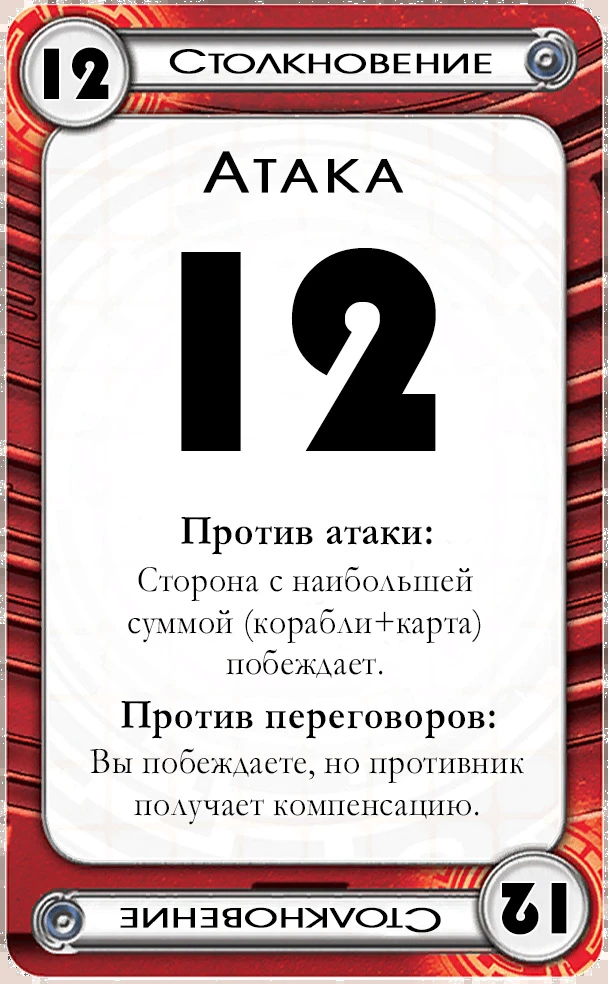 12
Столкновение
Атака
12
Против атаки:
Сторона с наибольшей
суммой (корабли+карта)
побеждает.
Против переговоров:
Вы побеждаете, но противник
получает компенсацию.
Столкновение
12